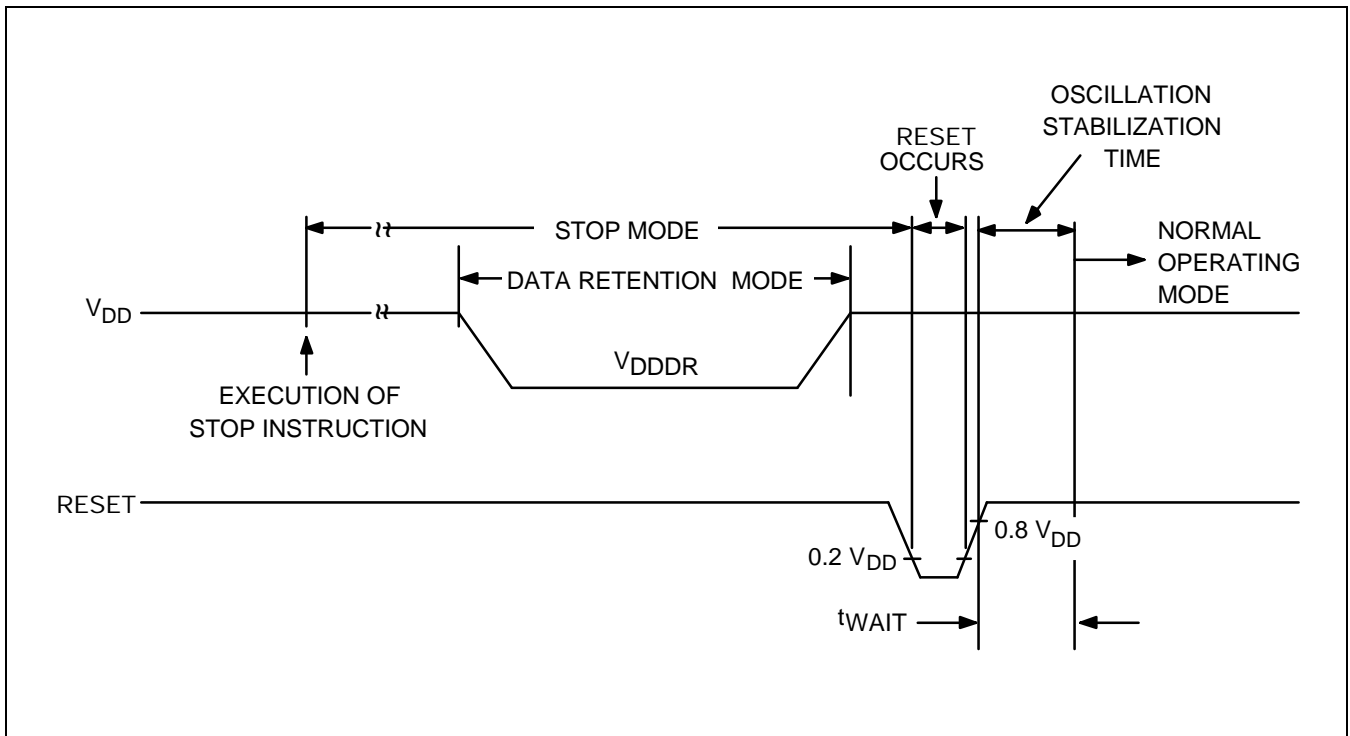 OSCILLATION
STABILIZATION
TIME
RESET
OCCURS
STOP MODE
NORMAL
OPERATING
MODE
DATA RETENTION MODE
VDD
VDDDR
EXECUTION OF
STOP INSTRUCTION
RESET
0.8 VDD
0.2 VDD
tWAIT